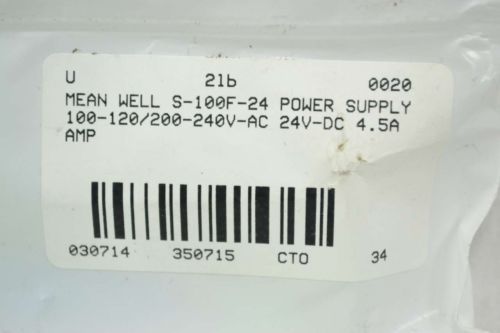 U 21b 0020
MEAN WELL S-100F-24 POWER SUPPLY
100-120/200-240V-AC 24V-DC 4.5A
AMP
030714 350715 CTO 34